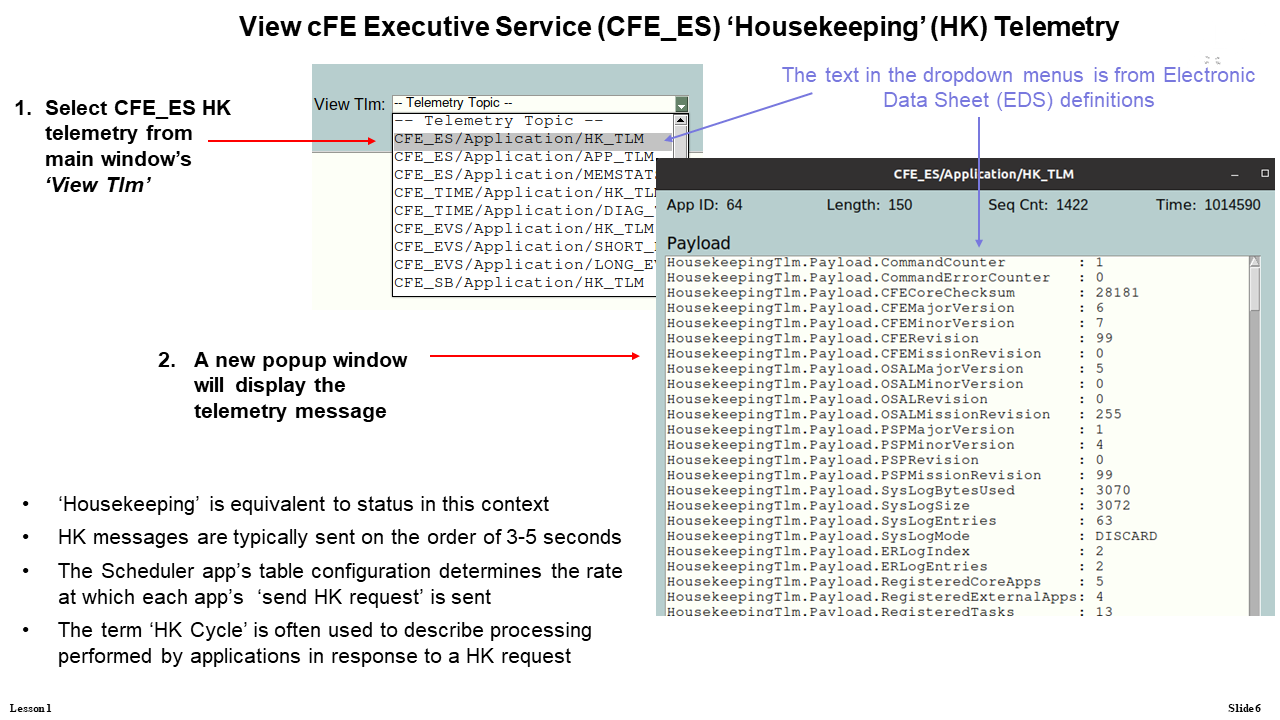 View cFE Executive Service (CFE_ES) ‘Housekeeping’ (HK) Telemetry
1. Select CFE_ES HK
telemetry from
main window’s
‘View Tlm’
View Tlm:
-- Telemetry Topic --
-- Telemetry Topic --
CFE_ES/Application/HK_TLM
CFE_ES/Application/APP_TLM
CFE_ES/Application/MEMSTATS
CFE_TIME/Application/HK_TLM
CFE_TIME/Application/DIAG_
CFE_EVS/Application/HK_TLM
CFE_EVS/Application/SHORT_
CFE_EVS/Application/LONG_EV
CFE_SB/Application/HK_TLM
The text in the dropdown menus is from Electronic
Data Sheet (EDS) definitions
CFE_ES/Application/HK_TLM
App ID: 64 Length: 150 Seq Cnt: 1422 Time: 1014590
Payload
HousekeepingTlm.Payload.CommandCounter : 1
HousekeepingTlm.Payload.CommandErrorCounter : 0
HousekeepingTlm.Payload.CFECoreChecksum : 28181
HousekeepingTlm.Payload.CFEMajorVersion : 6
HousekeepingTlm.Payload.CFEMinorVersion : 7
HousekeepingTlm.Payload.CFERevision : 99
HousekeepingTlm.Payload.CFEMissionRevision : 0
HousekeepingTlm.Payload.OSALMajorVersion : 5
HousekeepingTlm.Payload.OSALMinorVersion : 0
HousekeepingTlm.Payload.OSALRevision : 0
HousekeepingTlm.Payload.OSALMissionRevision : 255
HousekeepingTlm.Payload.PSPMajorVersion : 1
HousekeepingTlm.Payload.PSPMinorVersion : 4
HousekeepingTlm.Payload.PSPRevision : 0
HousekeepingTlm.Payload.PSPMissionRevision : 99
HousekeepingTlm.Payload.SysLogBytesUsed : 3070
HousekeepingTlm.Payload.SysLogSize : 3072
HousekeepingTlm.Payload.SysLogEntries : 63
HousekeepingTlm.Payload.SysLogMode : DISCARD
HousekeepingTlm.Payload.ERLogIndex : 2
HousekeepingTlm.Payload.ERLogEntries : 2
HousekeepingTlm.Payload.RegisteredCoreApps : 5
HousekeepingTlm.Payload.RegisteredExternalApps: 4
HousekeepingTlm.Payload.RegisteredTasks : 13
2. A new popup window
will display the
telemetry message
• ‘Housekeeping’ is equivalent to status in this context
• HK messages are typically sent on the order of 3-5 seconds
• The Scheduler app’s table configuration determines the rate
at which each app’s ‘send HK request’ is sent
• The term ‘HK Cycle’ is often used to describe processing
performed by applications in response to a HK request
Lesson 1
Slide 6